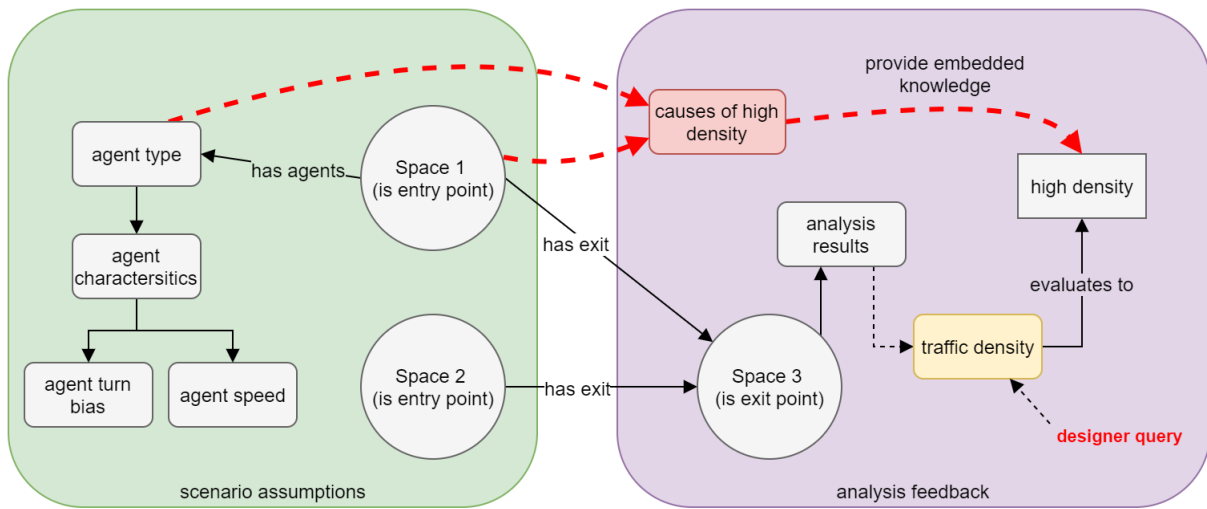 agent type
has agents
Space 1
(is entry point)
agent
charactersitics
agent turn
bias
agent speed
Space 2
(is entry point)
scenario assumptions
has exit
has exit
causes of high
density
provide embedded
knowledge
high density
analysis
results
evaluates to
traffic density
Space 3
(is exit point)
designer query
analysis feedback